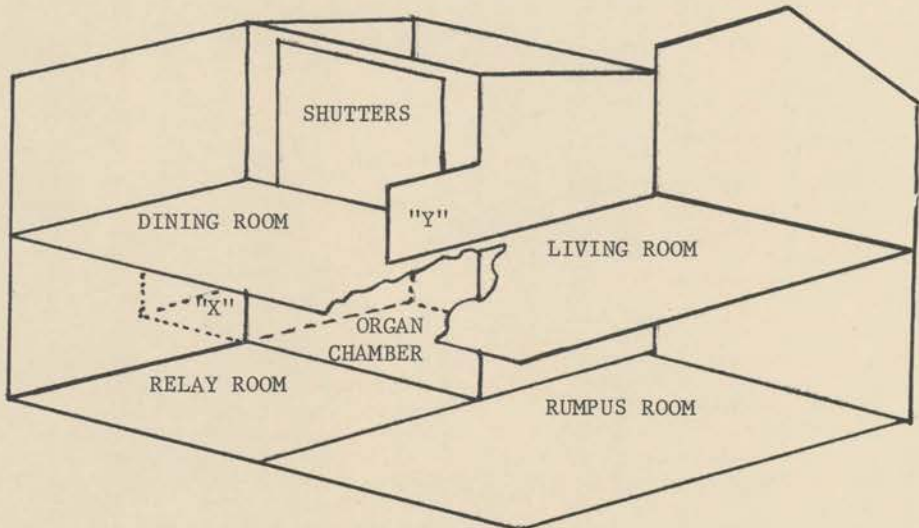 SHUTTERS
DINING ROOM
"Y"
LIVING ROOM
"X"
ORGAN
CHAMBER
RELAY ROOM
RUMPUS ROOM